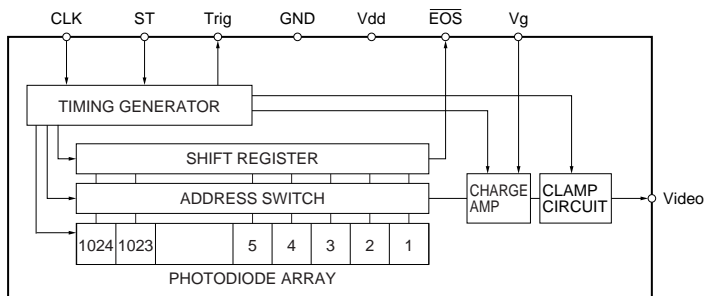 CLK ST Trig GND Vdd EOS Vg
TIMING GENERATOR
SHIFT REGISTER
ADDRESS SWITCH
CHARGE
AMP
CLAMP
CIRCUIT
Video
1024 1023 5 4 3 2 1
PHOTODIODE ARRAY